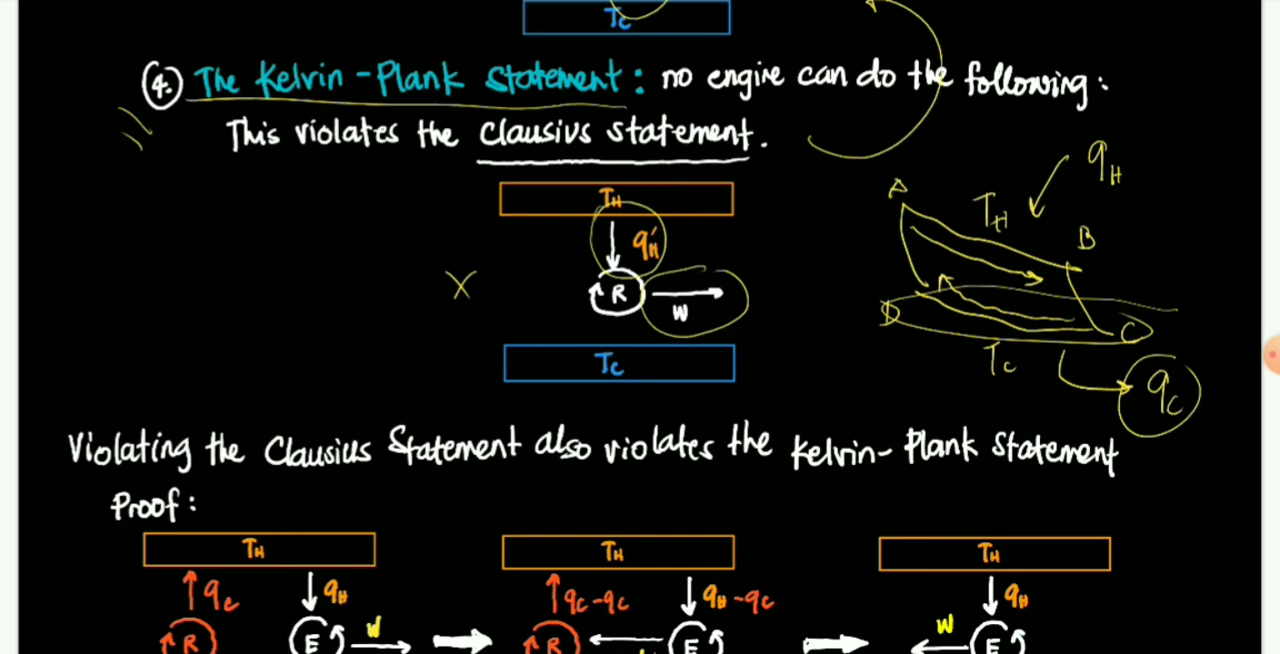 Tc
4. The Kelvin-Plank Statement: no engine can do the following:
This violates the Clausius statement.
TH
q'H
R
W
Tc
X
qH
A
TH
B
D
C
Tc
qc
Violating the Clausius Statement also violates the Kelvin-Plank Statement
Proof:
TH TH TH
qc qH qc-qc qH-qc qH
R E W R E W E